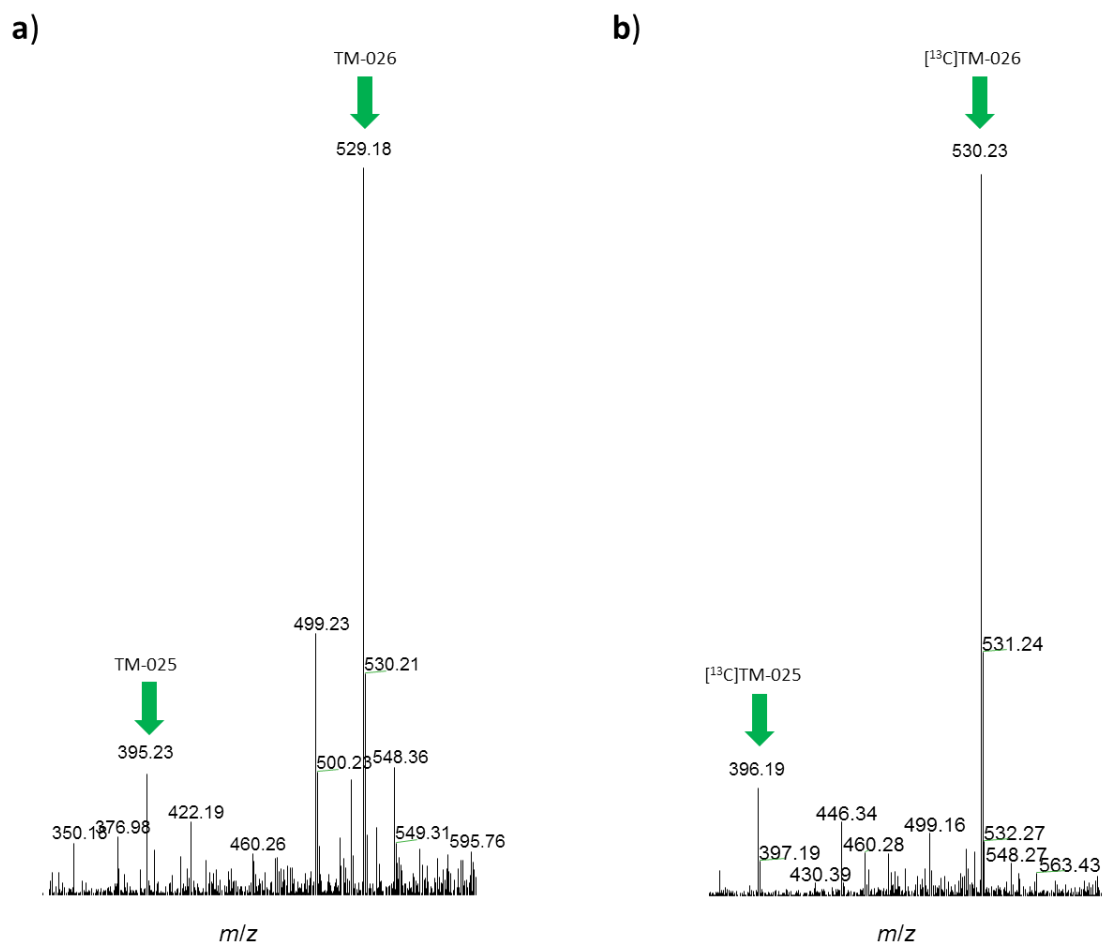 a)
TM-026
529.18
499.23
530.21
TM-025
395.23
500.23
548.36
422.19
350.16
376.98
460.26
549.31
595.76
m/z
b)
[¹³C]TM-026
530.23
531.24
[¹³C]TM-025
396.19
446.34
499.16
532.27
397.19
460.28
548.27
430.39
563.43
m/z